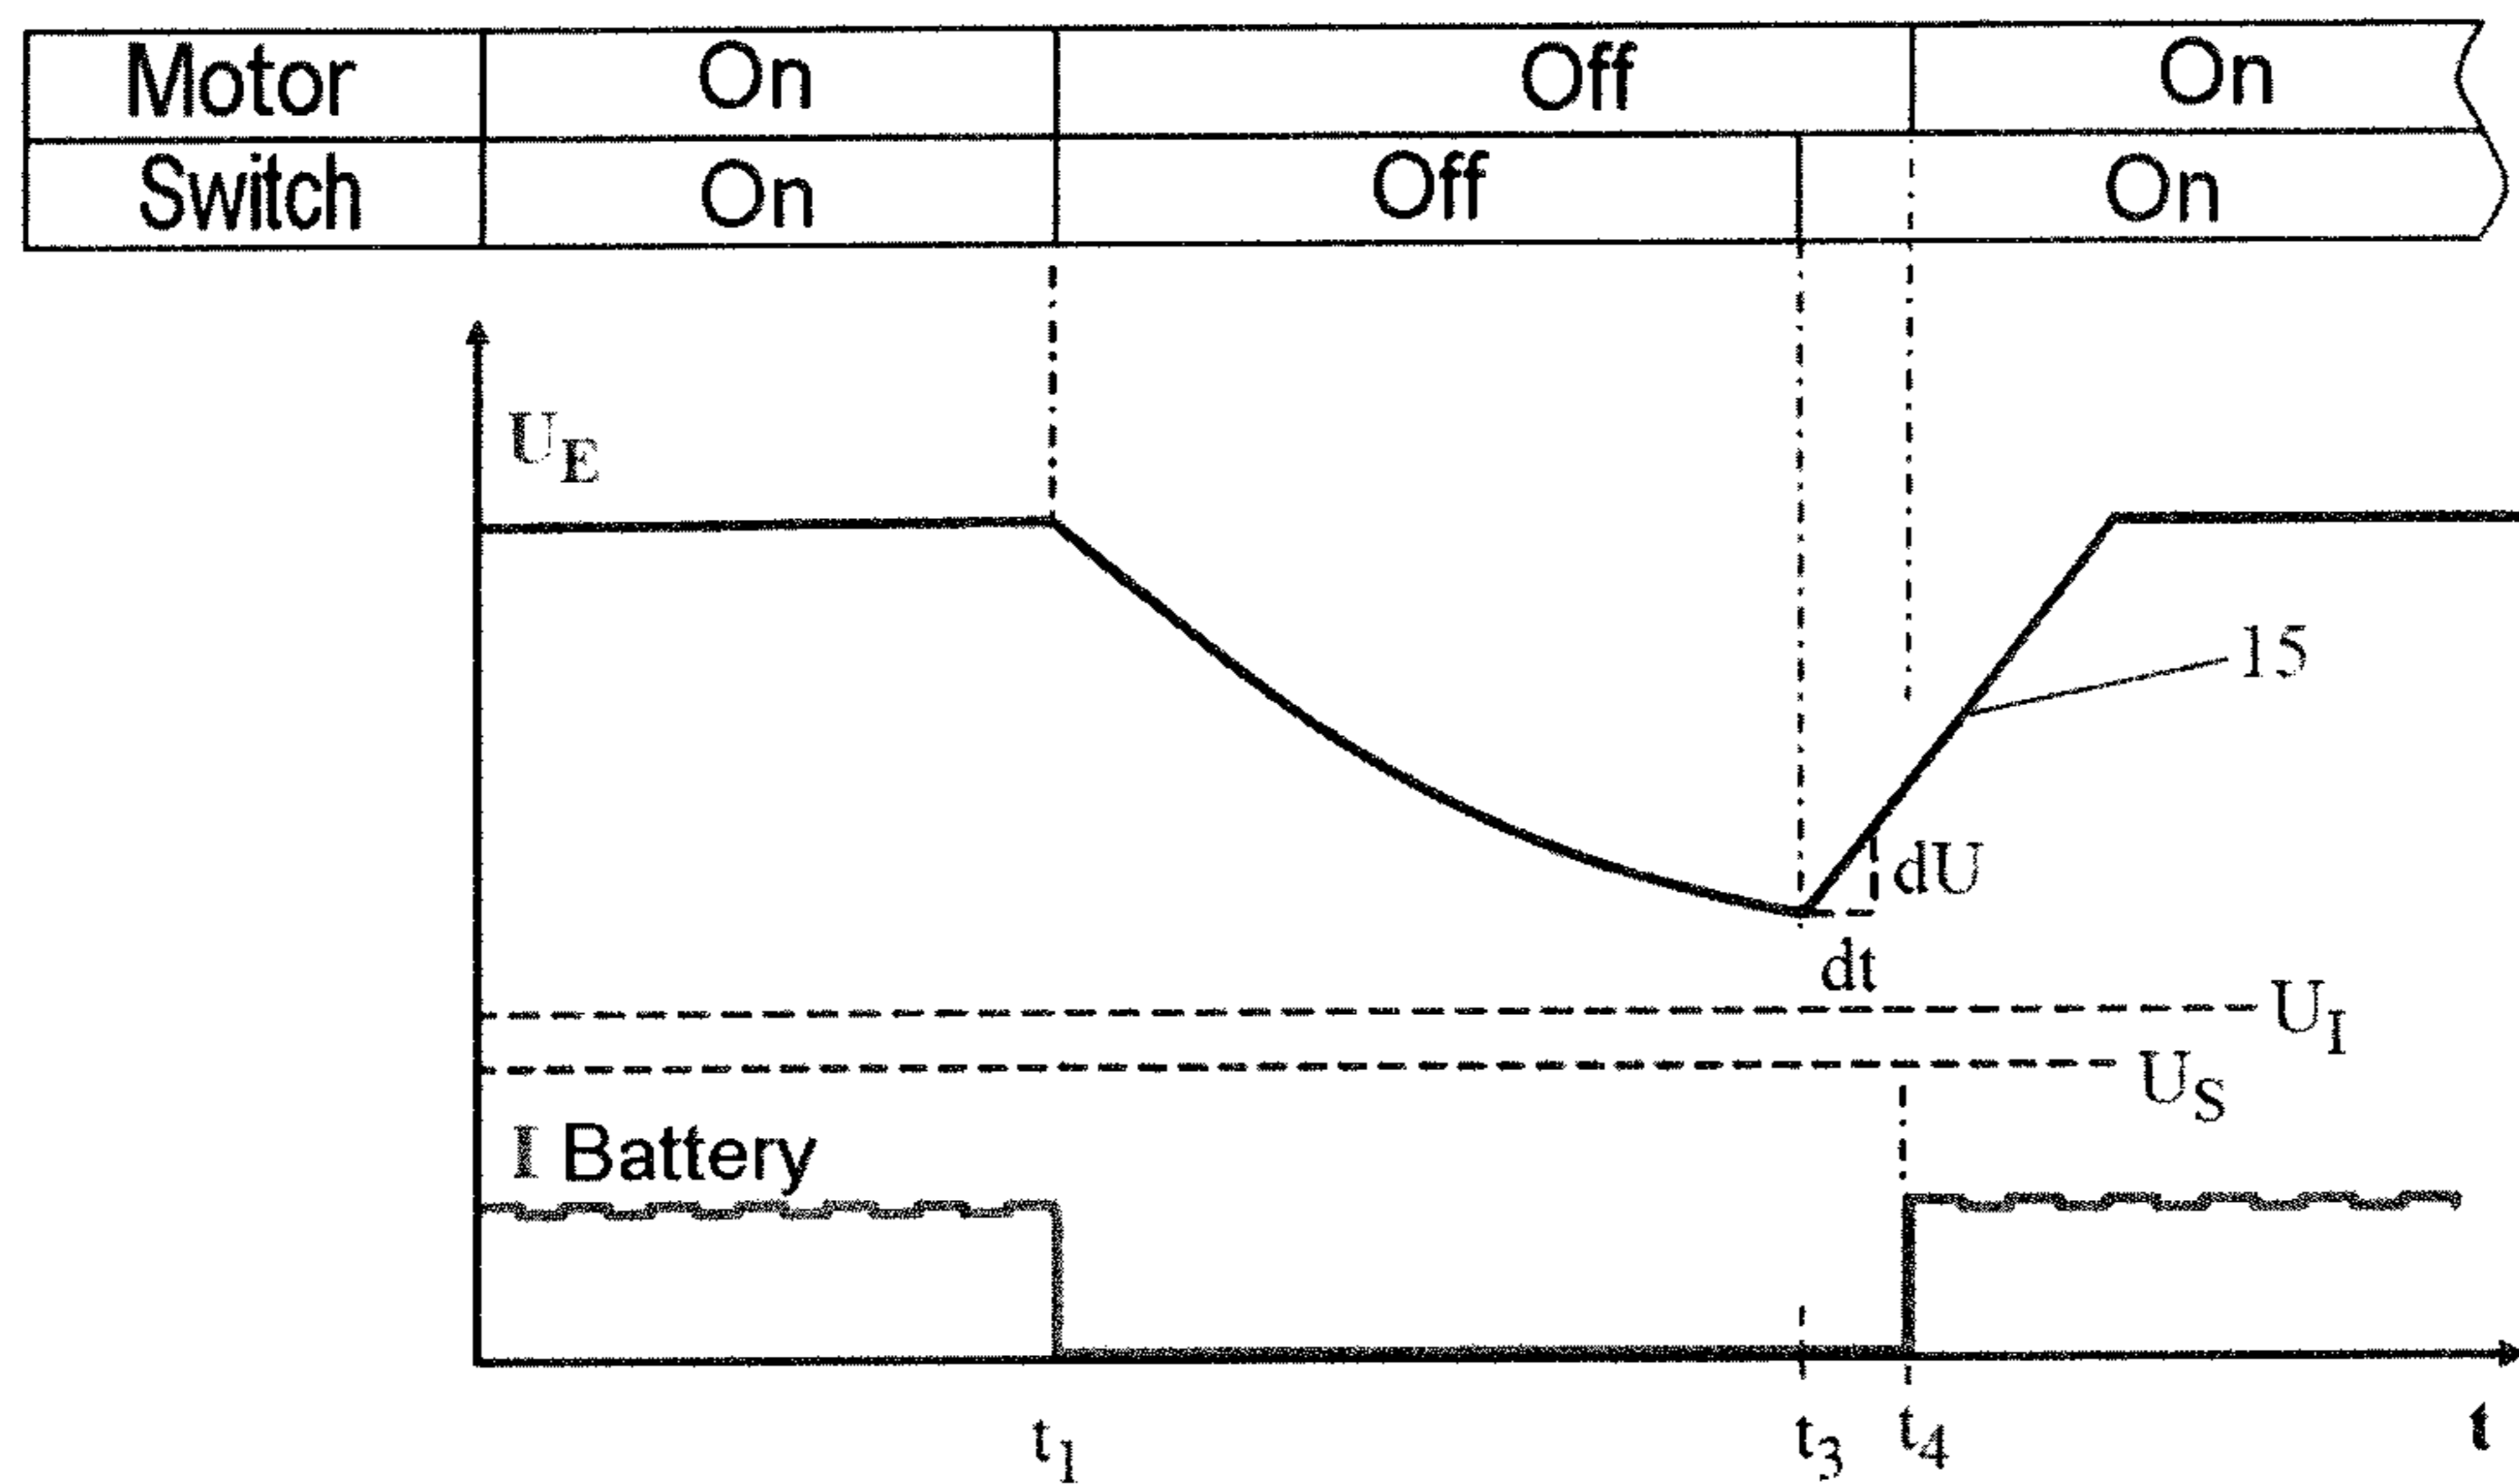 Motor On Off On
Switch On Off On
U_E
15
dU
dt
U_I
U_S
I Battery
t_1 t_3 t_4 t